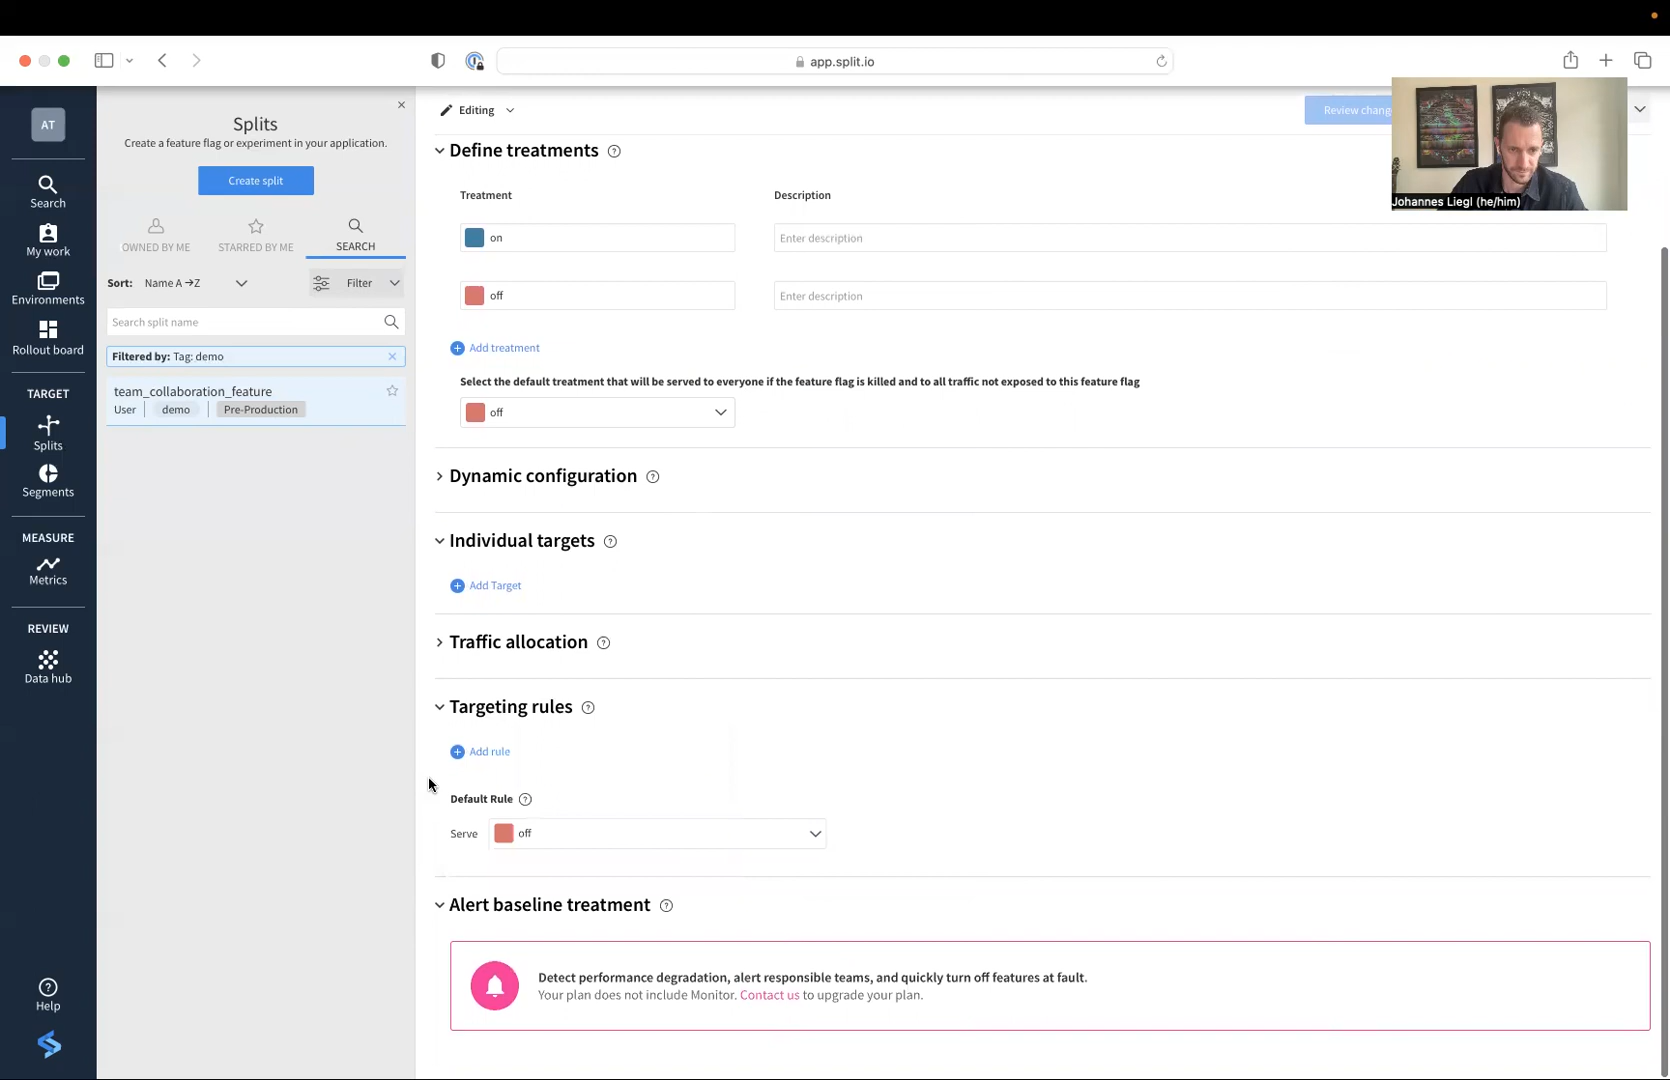 app.split.io
AT
Search
My work
Environments
Rollout board
TARGET
Splits
Segments
MEASURE
Metrics
REVIEW
Data hub
Help
Splits
Create a feature flag or experiment in your application.
Create split
OWNED BY ME
STARRED BY ME
SEARCH
Sort: Name A→Z
Filter
Search split name
Filtered by: Tag: demo
team_collaboration_feature
User demo Pre-Production
Editing
Johannes Liegl (he/him)
Define treatments
Treatment
Description
on
Enter description
off
Enter description
Add treatment
Select the default treatment that will be served to everyone if the feature flag is killed and to all traffic not exposed to this feature flag
off
Dynamic configuration
Individual targets
Add Target
Traffic allocation
Targeting rules
Add rule
Default Rule
Serve off
Alert baseline treatment
Detect performance degradation, alert responsible teams, and quickly turn off features at fault.
Your plan does not include Monitor. Contact us to upgrade your plan.